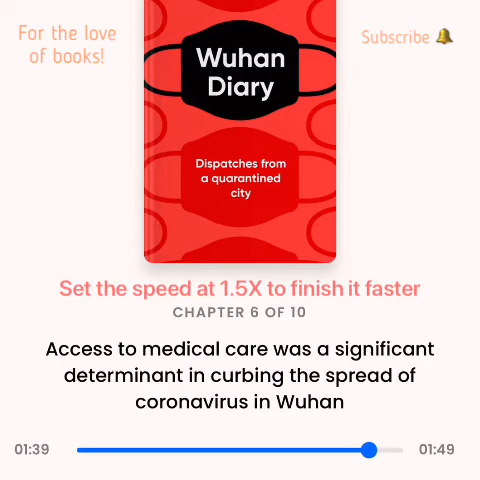 For the love
of books!
Subscribe 🔔
Wuhan
Diary
Dispatches from
a quarantined
city
Set the speed at 1.5X to finish it faster
CHAPTER 6 OF 10
Access to medical care was a significant
determinant in curbing the spread of
coronavirus in Wuhan
01:39
01:49